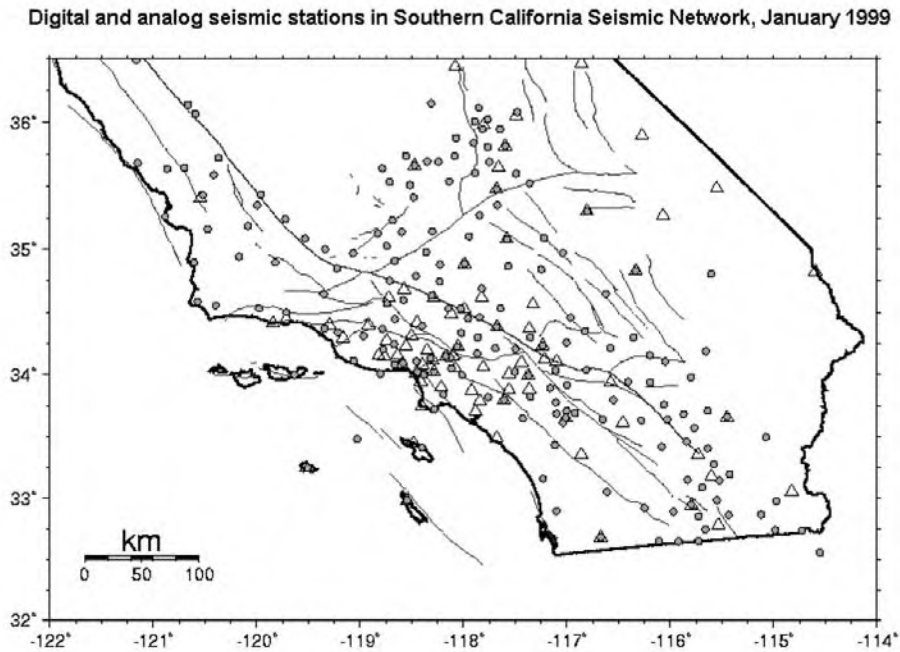 Digital and analog seismic stations in Southern California Seismic Network, January 1999
36°
35°
34°
33°
32°
km
0 50 100
-122° -121° -120° -119° -118° -117° -116° -115° -114°